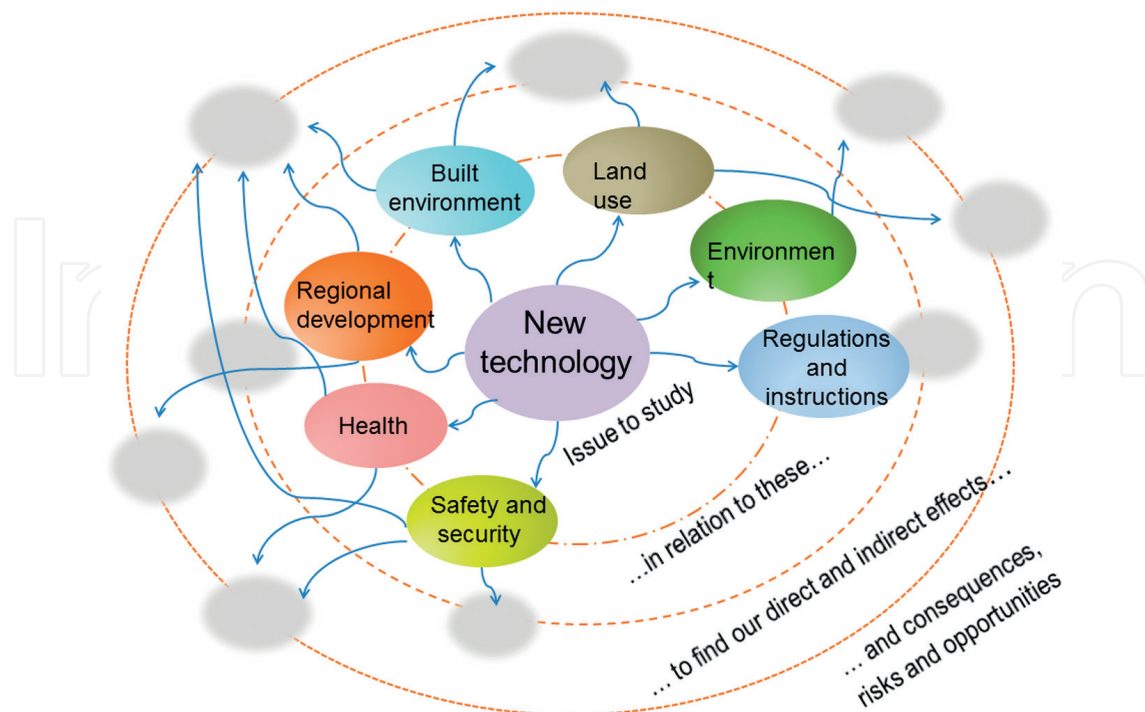 Built
environment
Land
use
Environmen
t
Regional
development
New
technology
Regulations
and
instructions
Health
Safety and
security
Issue to study
...in relation to these...
... to find our direct and indirect effects...
... and consequences,
risks and opportunities